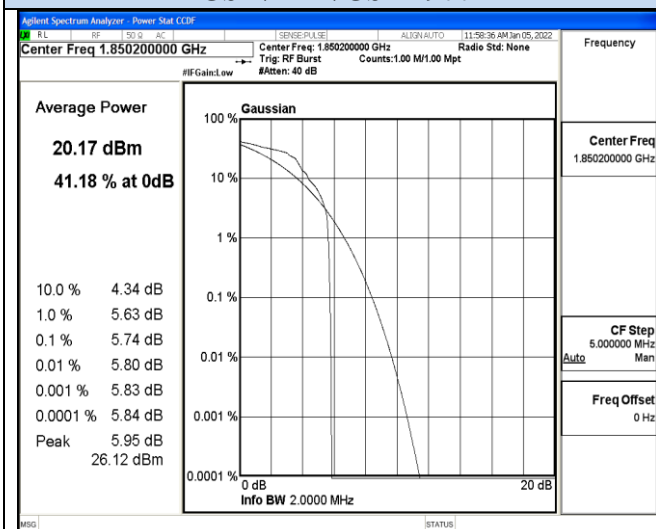 Agilent Spectrum Analyzer - Power Stat CCDF
RL RF 50 Ω AC SENSE:PULSE ALIGN AUTO 11:58:36 AM Jan 05, 2022
Center Freq 1.850200000 GHz
Center Freq: 1.850200000 GHz Radio Std: None
Trig: RF Burst Counts:1.00 M/1.00 Mpt
#IFGain:Low #Atten: 40 dB
Frequency
Average Power
20.17 dBm
41.18 % at 0dB
10.0 % 4.34 dB
1.0 % 5.63 dB
0.1 % 5.74 dB
0.01 % 5.80 dB
0.001 % 5.83 dB
0.0001 % 5.84 dB
Peak 5.95 dB
26.12 dBm
Gaussian
100 %
10 %
1 %
0.1 %
0.01 %
0.001 %
0.0001 %
0 dB 20 dB
Info BW 2.0000 MHz
Center Freq
1.850200000 GHz
CF Step
5.000000 MHz
Auto Man
Freq Offset
0 Hz
MSG STATUS